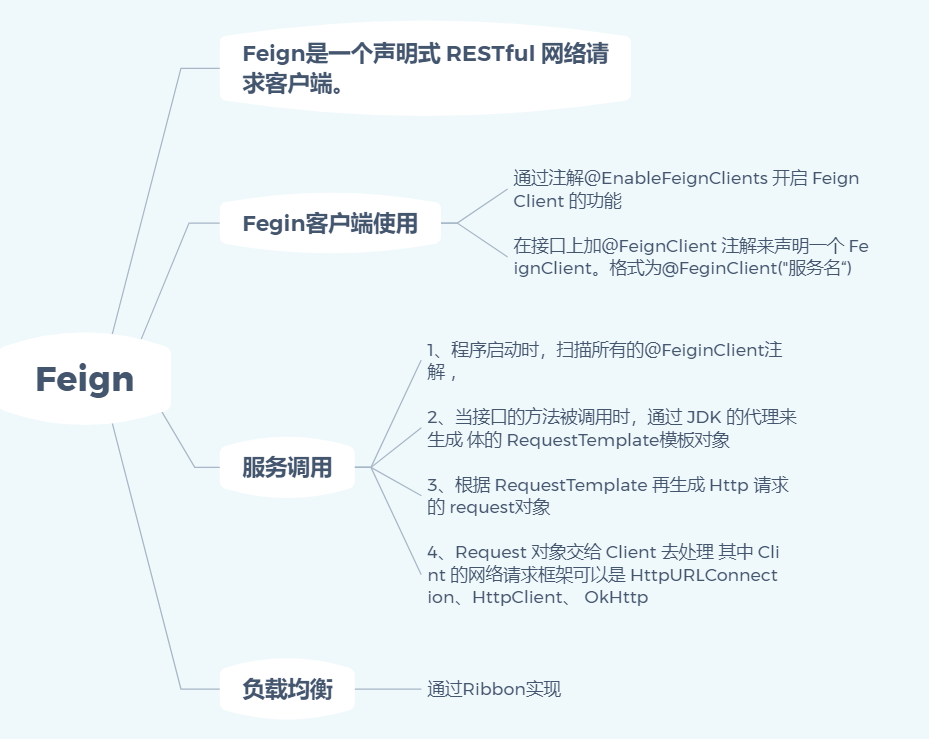 Feign是一个声明式 RESTful 网络请
求客户端。
Fegin客户端使用
通过注解@EnableFeignClients 开启 Feign
Client 的功能
在接口上加@FeignClient 注解来声明一个 Fe
ignClient。格式为@FeginClient("服务名“)
Feign
服务调用
1、程序启动时，扫描所有的@FeiginClient注
解 ，
2、当接口的方法被调用时，通过 JDK 的代理来
生成 体的 RequestTemplate模板对象
3、根据 RequestTemplate 再生成 Http 请求
的 request对象
4、Request 对象交给 Client 去处理 其中 Cli
nt 的网络请求框架可以是 HttpURLConnect
ion、HttpClient、 OkHttp
负载均衡
通过Ribbon实现